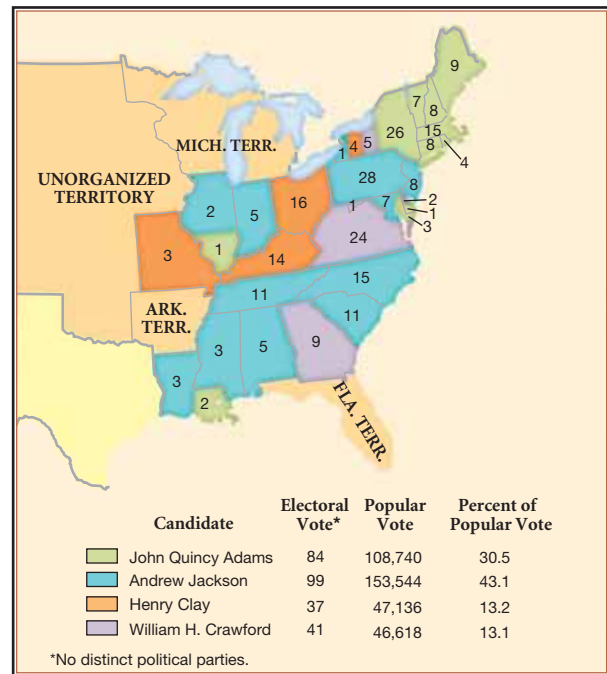 9
7
8
26
15
8
4
MICH. TERR.
1
4
5
UNORGANIZED
TERRITORY
28
8
2
5
16
1
7
2
1
3
3
1
14
24
15
11
ARK.
TERR.
11
3
5
9
3
2
FLA. TERR.
Candidate Electoral Vote* Popular Vote Percent of Popular Vote
John Quincy Adams 84 108,740 30.5
Andrew Jackson 99 153,544 43.1
Henry Clay 37 47,136 13.2
William H. Crawford 41 46,618 13.1
*No distinct political parties.